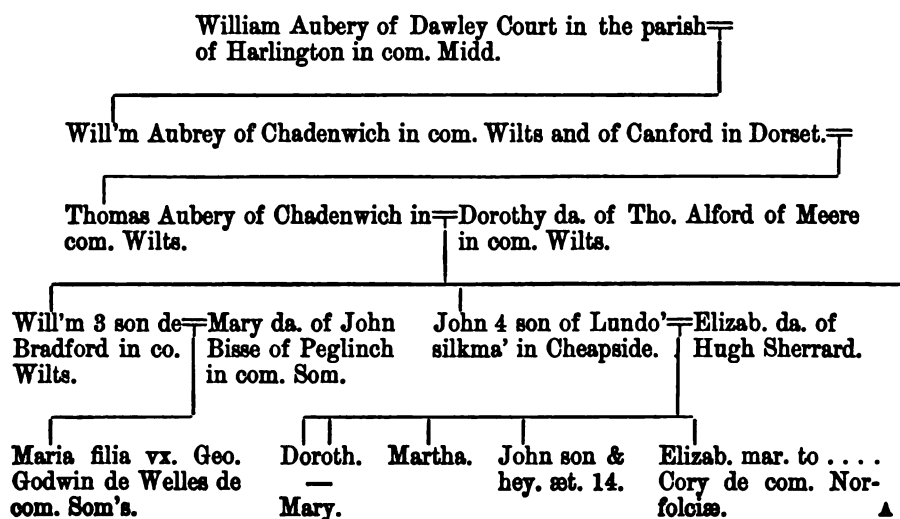 William Aubery of Dawley Court in the parish
of Harlington in com. Midd.
Will'm Aubrey of Chadenwich in com. Wilts and of Canford in Dorset.
Thomas Aubery of Chadenwich in
com. Wilts.
Dorothy da. of Tho. Alford of Meere
in com. Wilts.
Will'm 3 son de
Bradford in co.
Wilts.
Mary da. of John
Bisse of Peglinch
in com. Som.
John 4 son of Lundo'
silkma' in Cheapside.
Elizab. da. of
Hugh Sherrard.
Maria filia vx. Geo.
Godwin de Welles de
com. Som's.
Doroth.
—
Mary.
Martha.
John son &
hey. æt. 14.
Elizab. mar. to . . . .
Cory de com. Nor-
folciæ.
▲